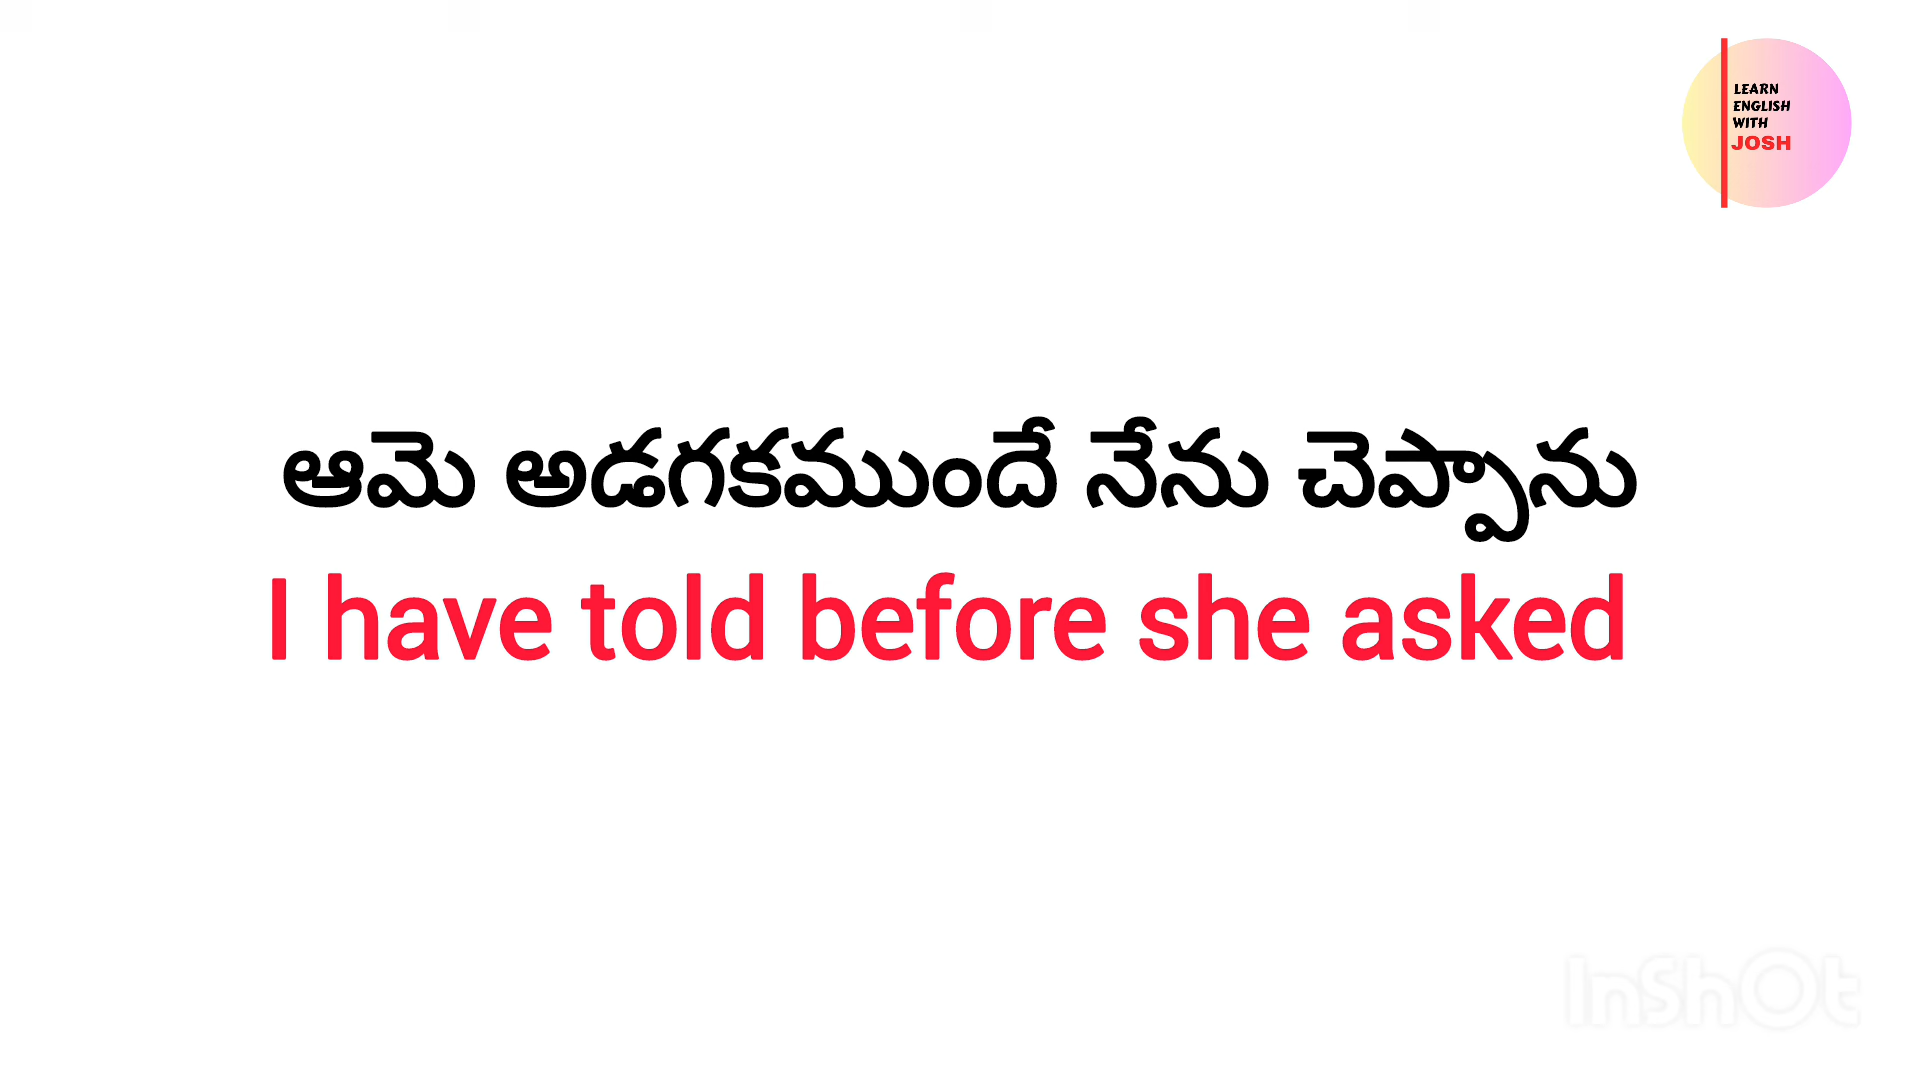 LEARN
ENGLISH
WITH
JOSH
ఆమె అడగకముందే నేను చెప్పాను
I have told before she asked
InShOt